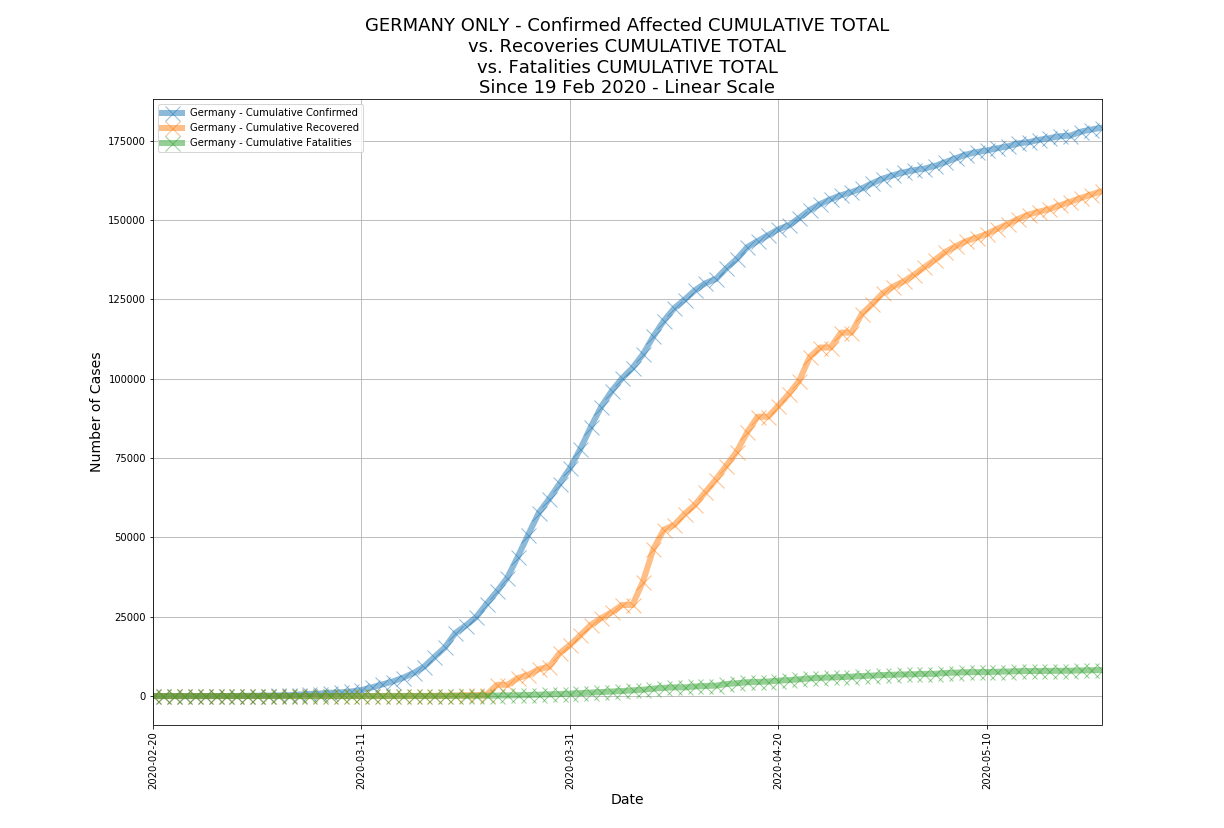 GERMANY ONLY - Confirmed Affected CUMULATIVE TOTAL
vs. Recoveries CUMULATIVE TOTAL
vs. Fatalities CUMULATIVE TOTAL
Since 19 Feb 2020 - Linear Scale
Germany - Cumulative Confirmed
Germany - Cumulative Recovered
Germany - Cumulative Fatalities
Number of Cases
175000
150000
125000
100000
75000
50000
25000
0
2020-02-20
2020-03-11
2020-03-31
2020-04-20
2020-05-10
Date